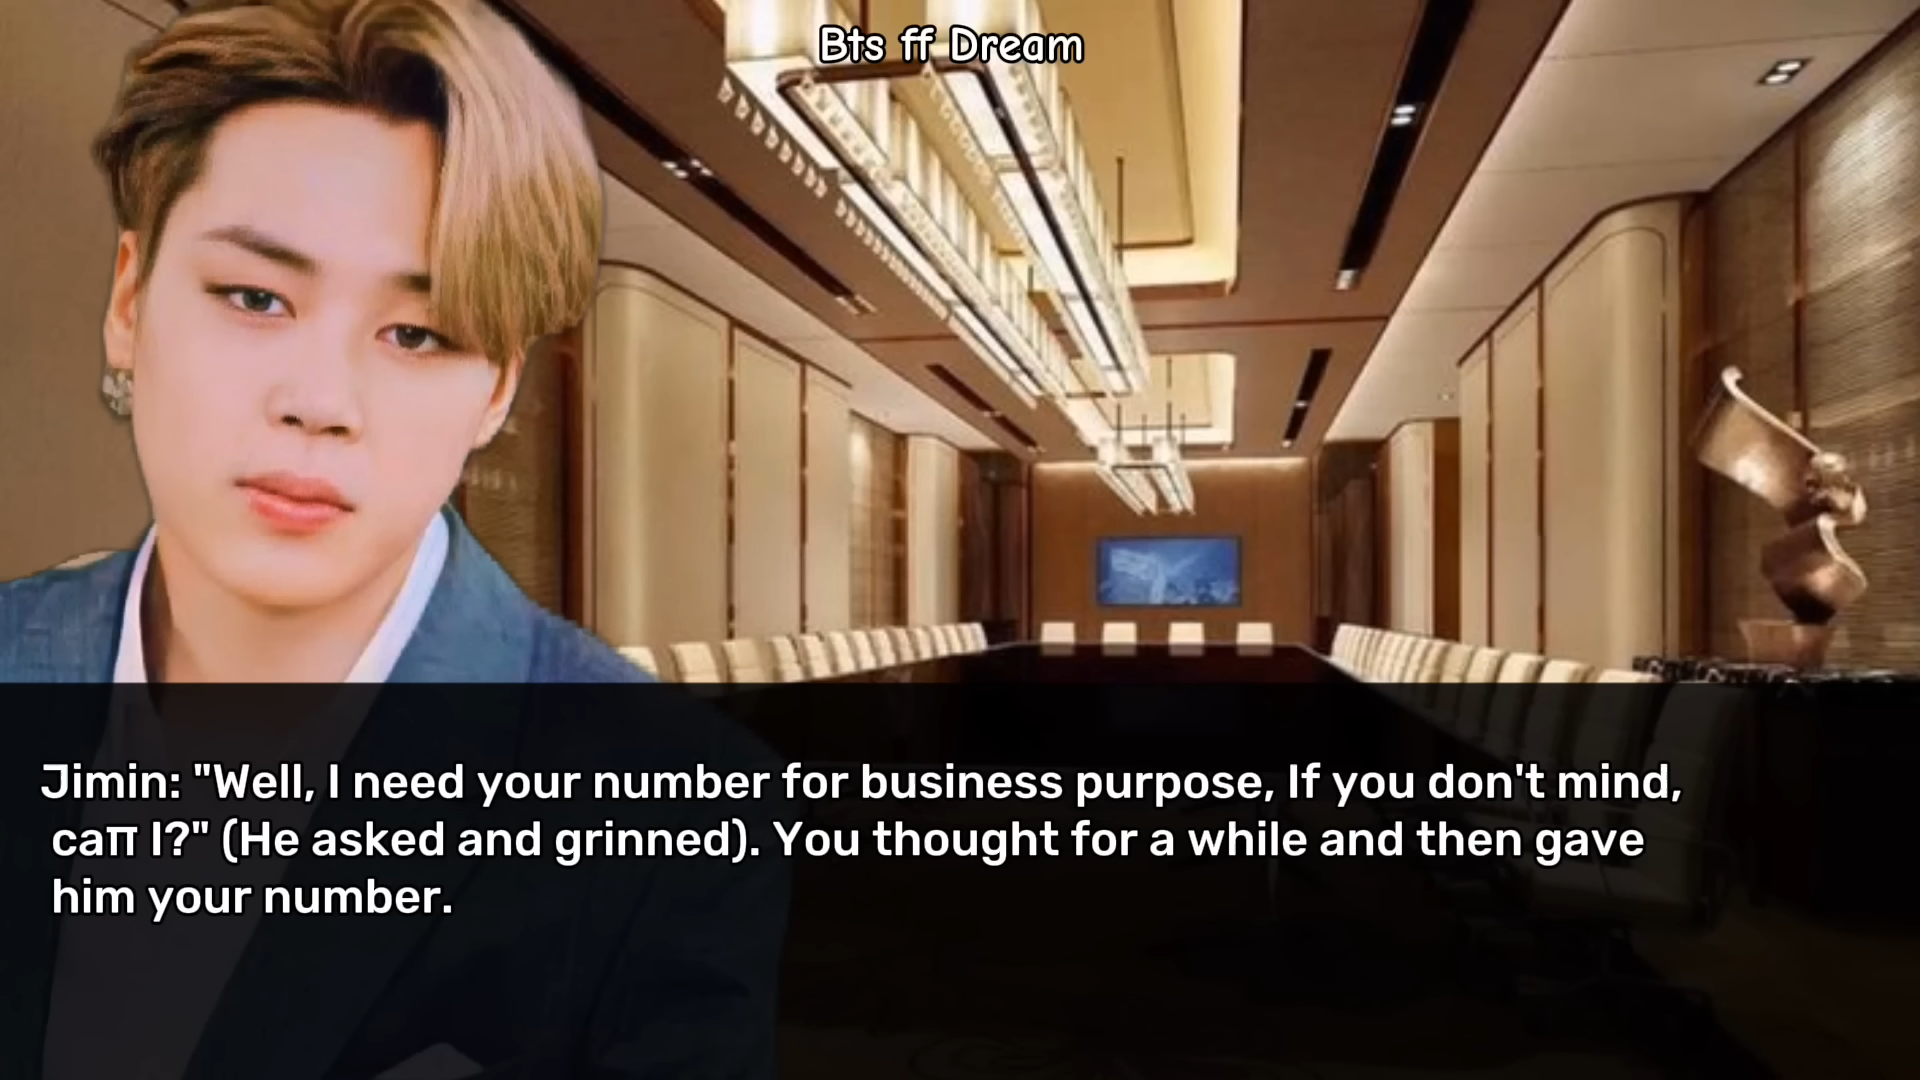 Bts ff Dream
Jimin: "Well, I need your number for business purpose, If you don't mind,
caπ I?" (He asked and grinned). You thought for a while and then gave
him your number.